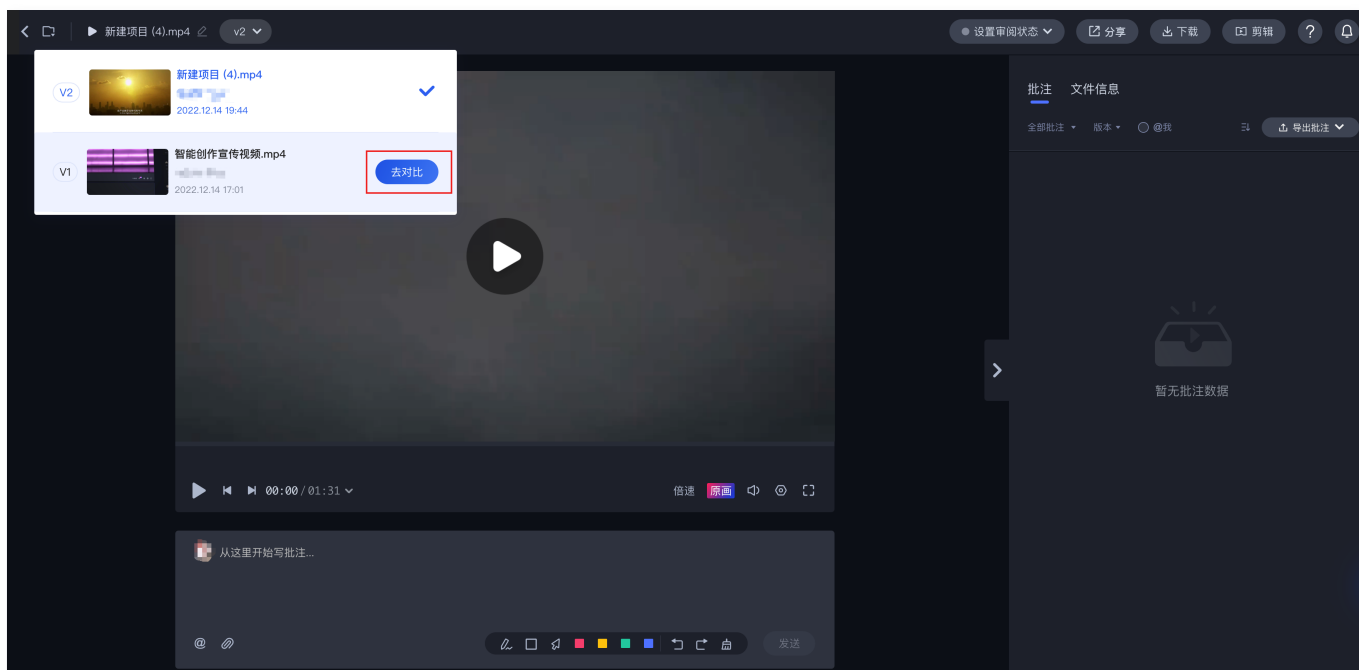 新建项目 (4).mp4
v2
设置审阅状态
分享
下载
剪辑
?
V2
新建项目 (4).mp4
2022.12.14 19:44
V1
智能创作宣传视频.mp4
2022.12.14 17:01
去对比
批注 文件信息
全部批注 版本 @我
导出批注
暂无批注数据
00:00/01:31
倍速 原画
从这里开始写批注...
@
发送